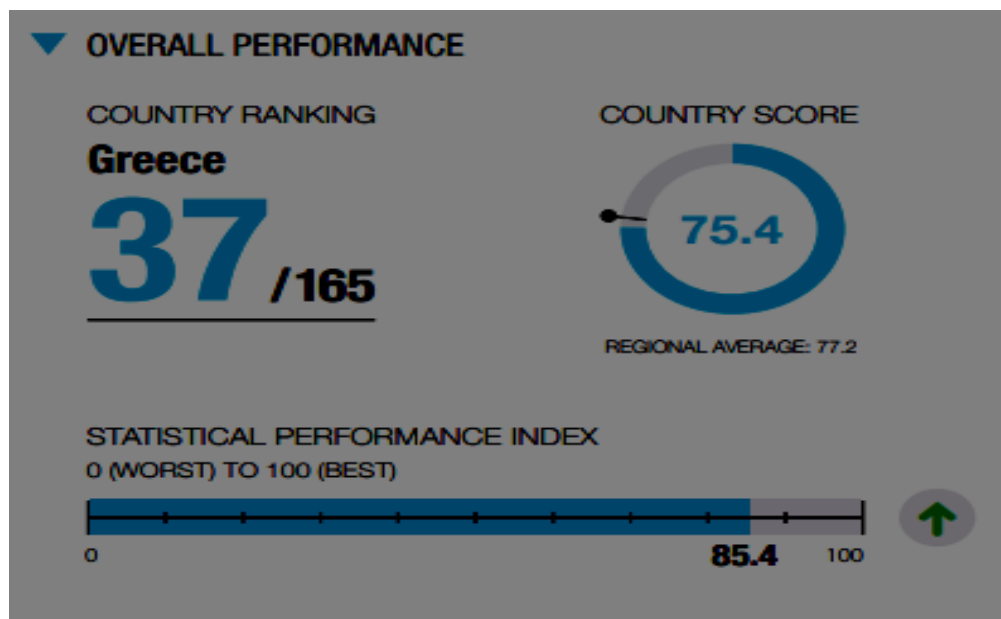 OVERALL PERFORMANCE
COUNTRY RANKING
Greece
37/165
COUNTRY SCORE
75.4
REGIONAL AVERAGE: 77.2
STATISTICAL PERFORMANCE INDEX
0 (WORST) TO 100 (BEST)
0 85.4 100